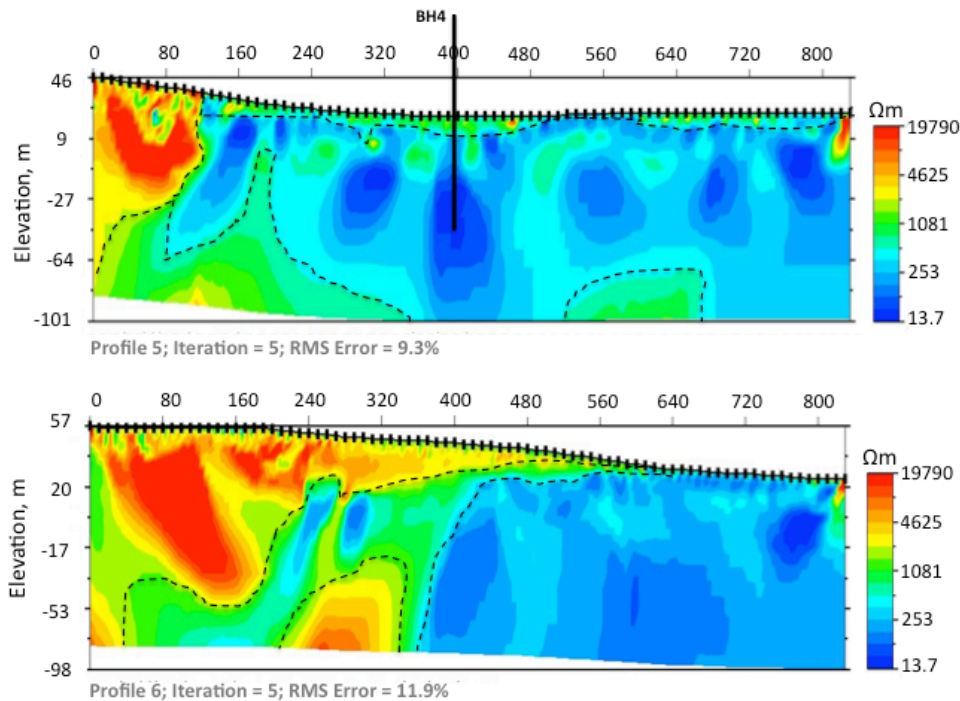 BH4
0 80 160 240 320 400 480 560 640 720 800
46
9
-27
-64
-101
Elevation, m
Ωm
19790
4625
1081
253
13.7
Profile 5; Iteration = 5; RMS Error = 9.3%
0 80 160 240 320 400 480 560 640 720 800
57
20
-17
-53
-98
Elevation, m
Ωm
19790
4625
1081
253
13.7
Profile 6; Iteration = 5; RMS Error = 11.9%